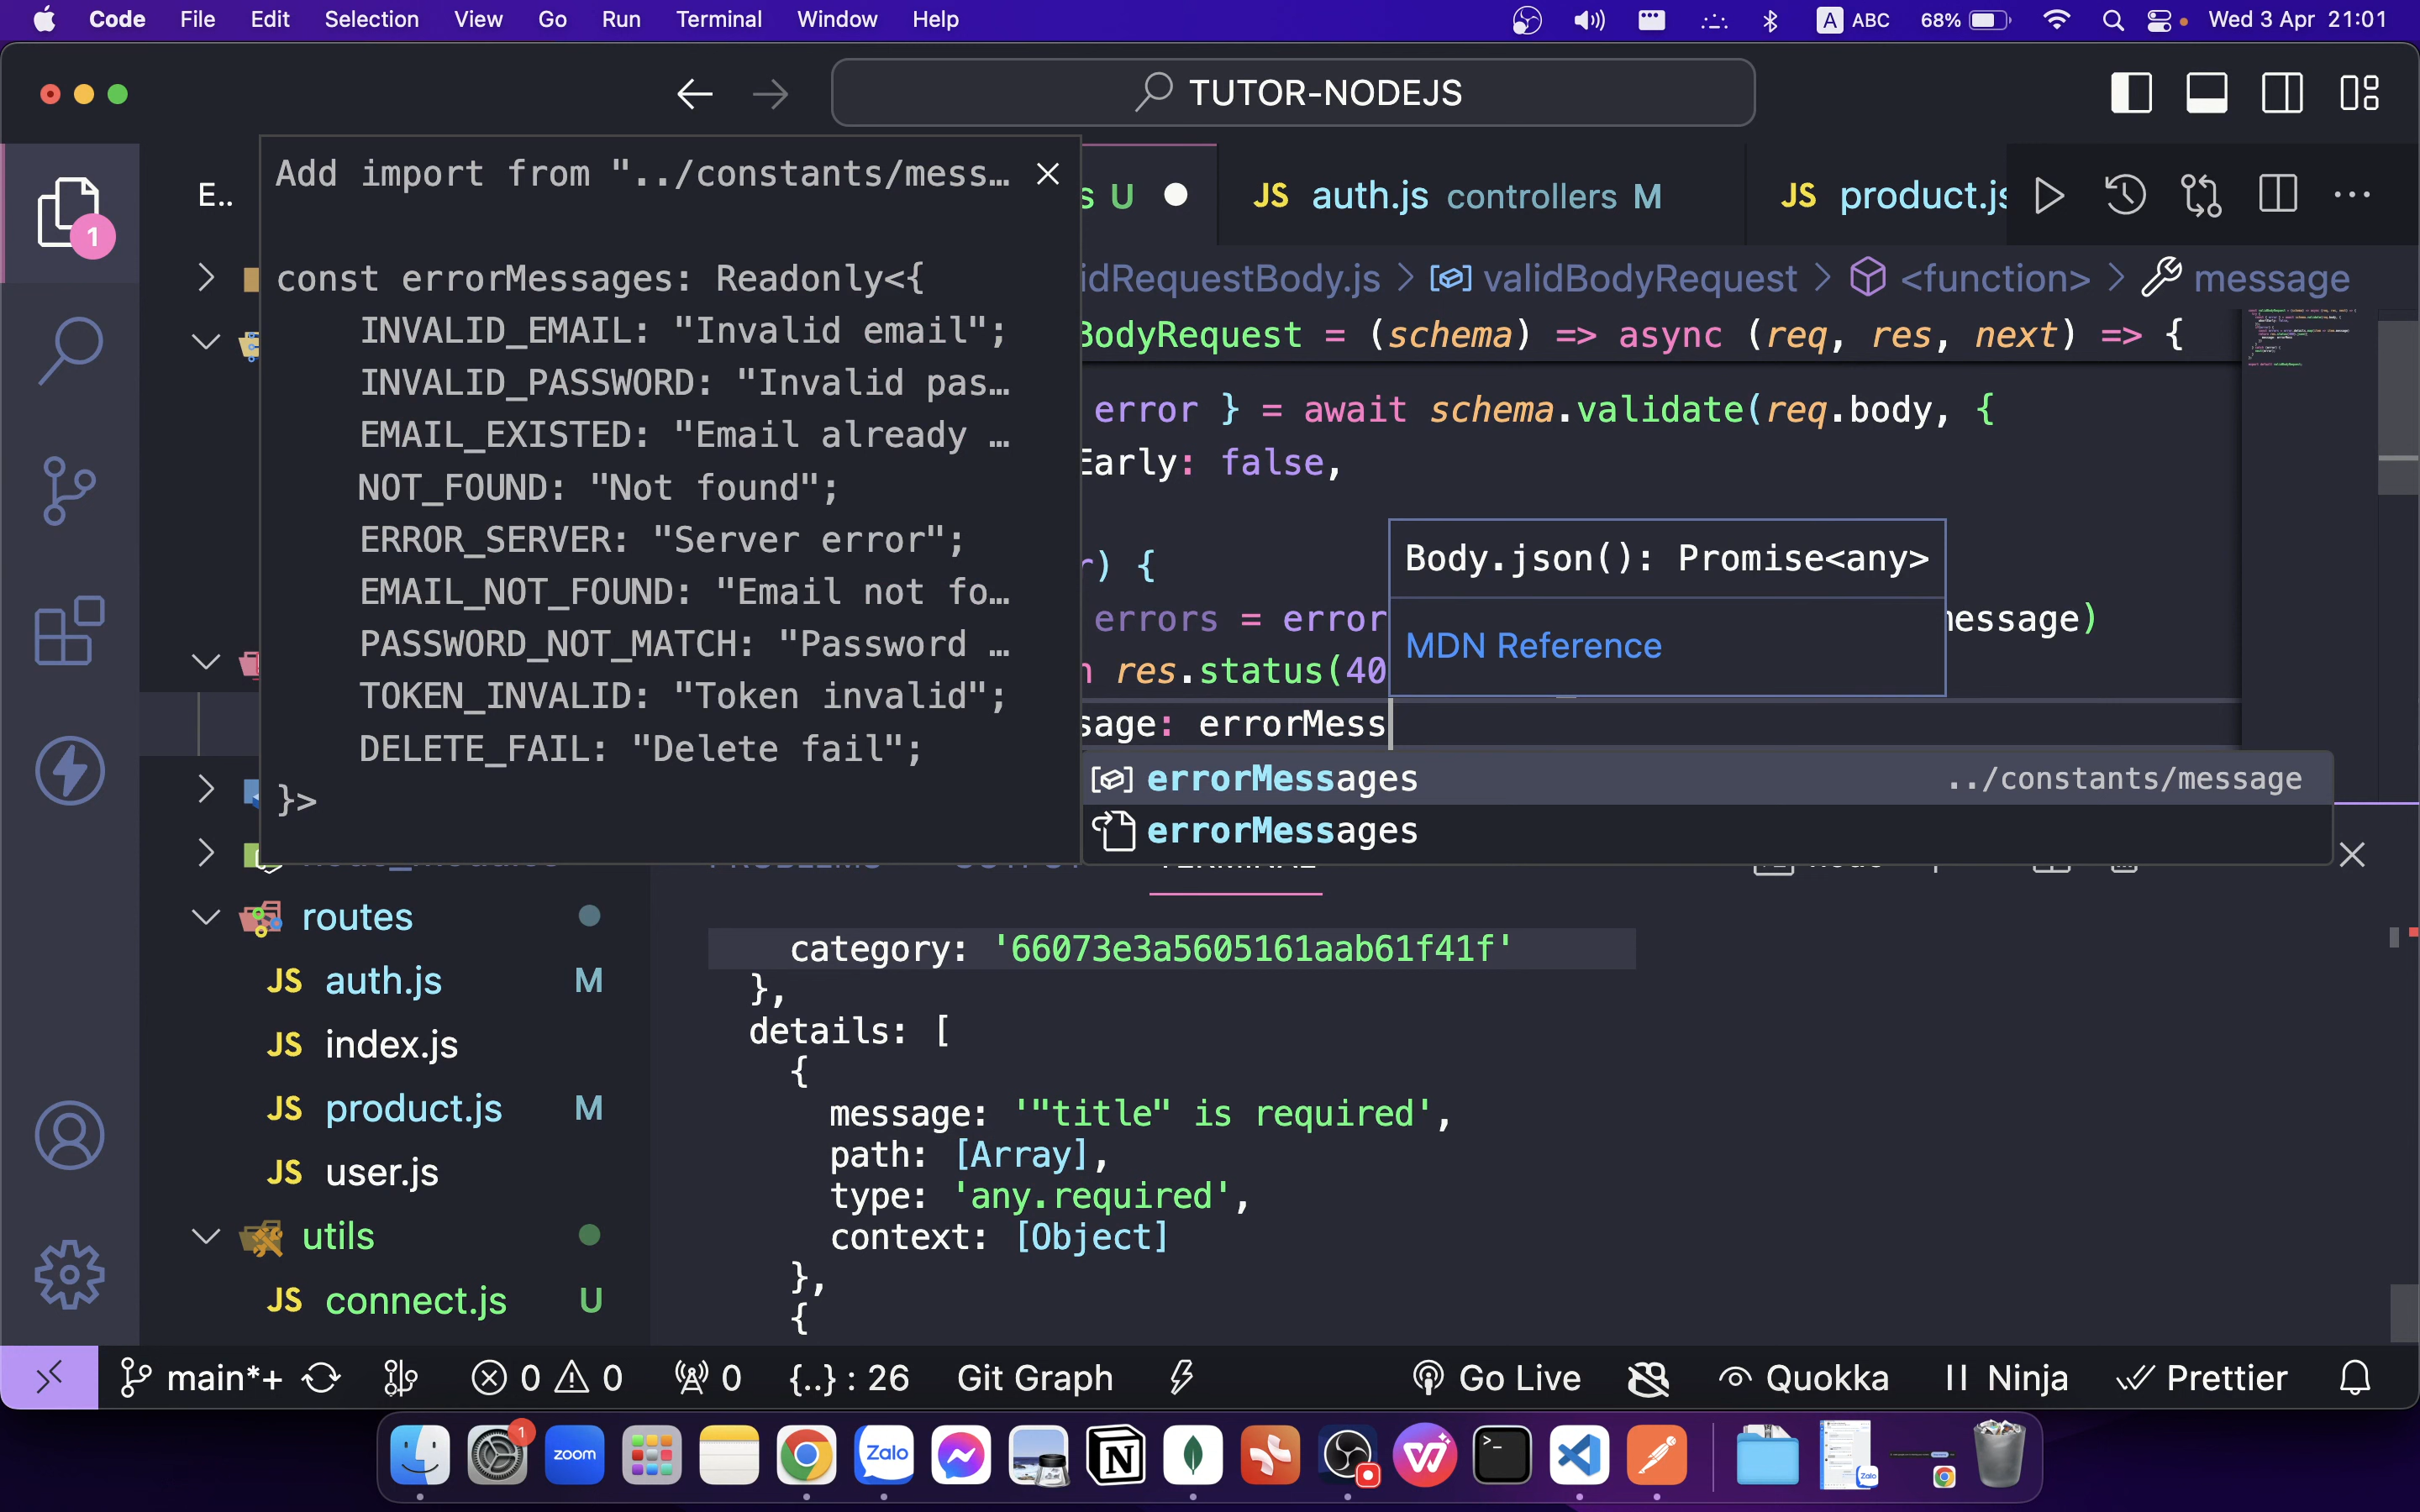 Code File Edit Selection View Go Run Terminal Window Help A ABC 68% Wed 3 Apr 21:01
TUTOR-NODEJS
E..
1
Add import from "../constants/mess…
const errorMessages: Readonly<{
INVALID_EMAIL: "Invalid email";
INVALID_PASSWORD: "Invalid pas…
EMAIL_EXISTED: "Email already …
NOT_FOUND: "Not found";
ERROR_SERVER: "Server error";
EMAIL_NOT_FOUND: "Email not fo…
PASSWORD_NOT_MATCH: "Password …
TOKEN_INVALID: "Token invalid";
DELETE_FAIL: "Delete fail";
}>
s U JS auth.js controllers M JS product.js
idRequestBody.js > validBodyRequest > <function> > message
BodyRequest = (schema) => async (req, res, next) => {
error } = await schema.validate(req.body, {
Early: false,
r) {
errors = error essage)
n res.status(40
sage: errorMess
Body.json(): Promise<any>
MDN Reference
errorMessages ../constants/message
errorMessages
routes
JS auth.js M
JS index.js
JS product.js M
JS user.js
utils
JS connect.js U
category: '66073e3a5605161aab61f41f'
},
details: [
{
message: '"title" is required',
path: [Array],
type: 'any.required',
context: [Object]
},
{
main*+ 0 0 0 {..} : 26 Git Graph Go Live Quokka Ninja Prettier
1
zoom
Zalo
N
Zalo